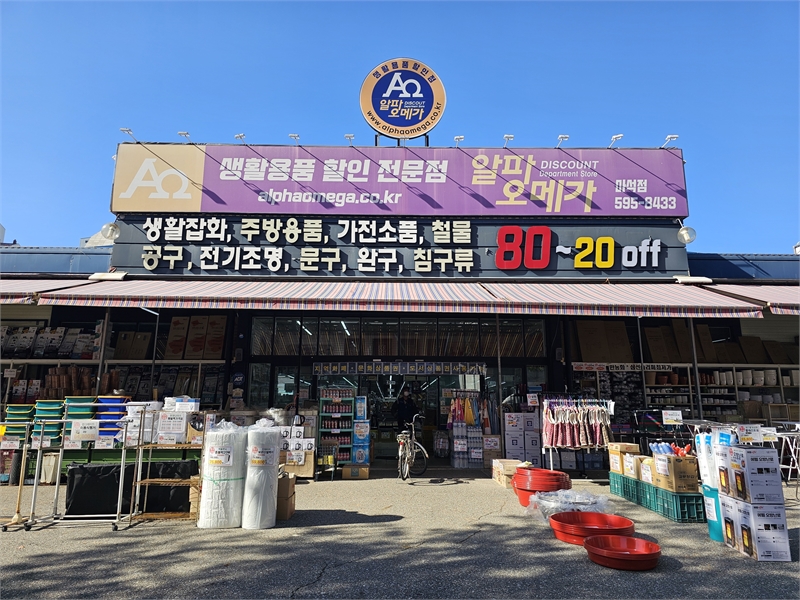 생활용품할인점
ΑΩ
알파 DISCOUNT
오메가
www.alphaomega.co.kr
ΑΩ
생활용품 할인 전문점
alphaomega.co.kr
알파 DISCOUNT
Department Store
오메가
마석점
595-8433
생활잡화, 주방용품, 가전소품, 철물
공구, 전기조명, 문구, 완구, 침구류
80~20 off